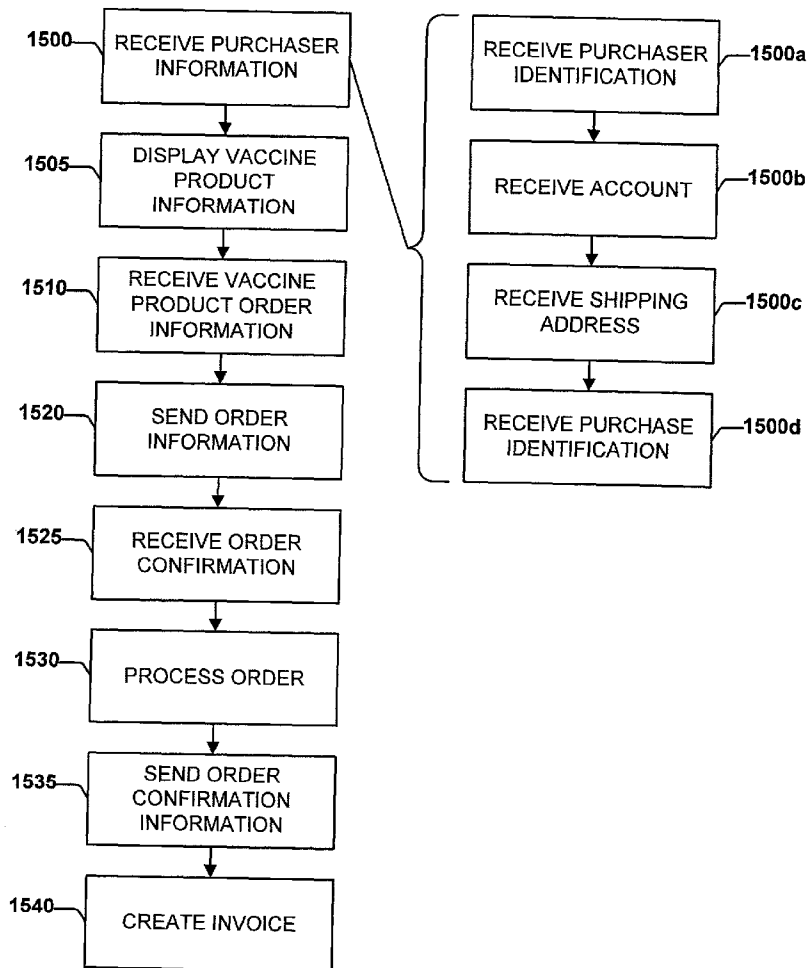 1500
RECEIVE PURCHASER
INFORMATION
1505
DISPLAY VACCINE
PRODUCT
INFORMATION
1510
RECEIVE VACCINE
PRODUCT ORDER
INFORMATION
1520
SEND ORDER
INFORMATION
1525
RECEIVE ORDER
CONFIRMATION
1530
PROCESS ORDER
1535
SEND ORDER
CONFIRMATION
INFORMATION
1540
CREATE INVOICE
RECEIVE PURCHASER
IDENTIFICATION
1500a
RECEIVE ACCOUNT
1500b
RECEIVE SHIPPING
ADDRESS
1500c
RECEIVE PURCHASE
IDENTIFICATION
1500d